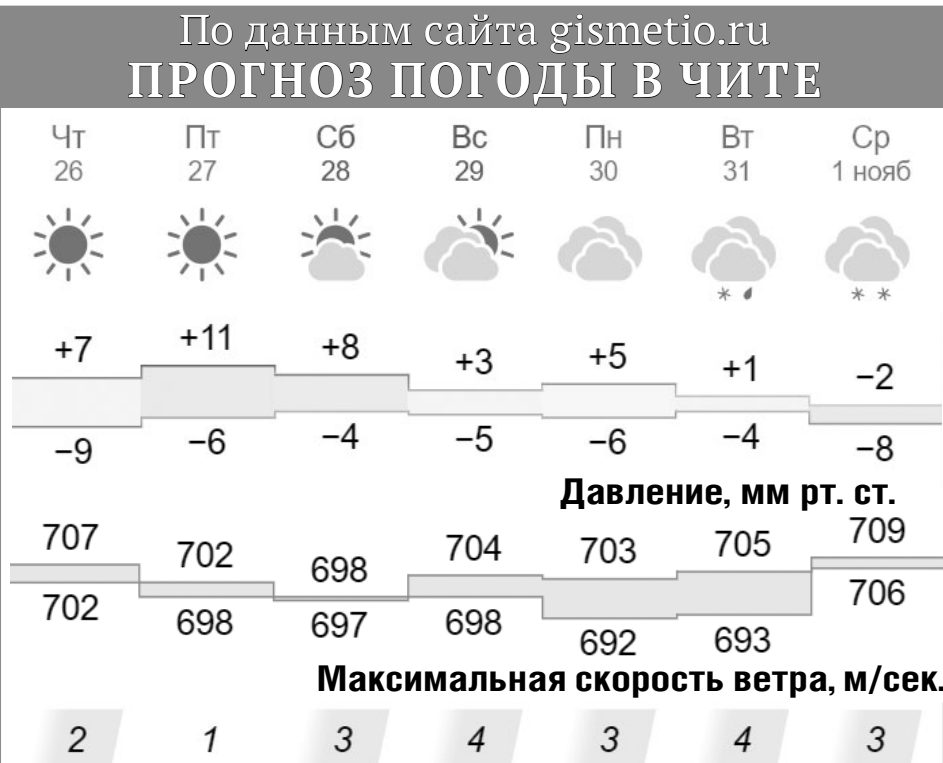 По данным сайта gismetio.ru
ПРОГНОЗ ПОГОДЫ В ЧИТЕ
Чт Пт Сб Вс Пн Вт Ср
26 27 28 29 30 31 1 нояб
+7 +11 +8 +3 +5 +1 −2
−9 −6 −4 −5 −6 −4 −8
Давление, мм рт. ст.
707 702 698 704 703 705 709
702 698 697 698 692 693 706
Максимальная скорость ветра, м/сек.
2 1 3 4 3 4 3